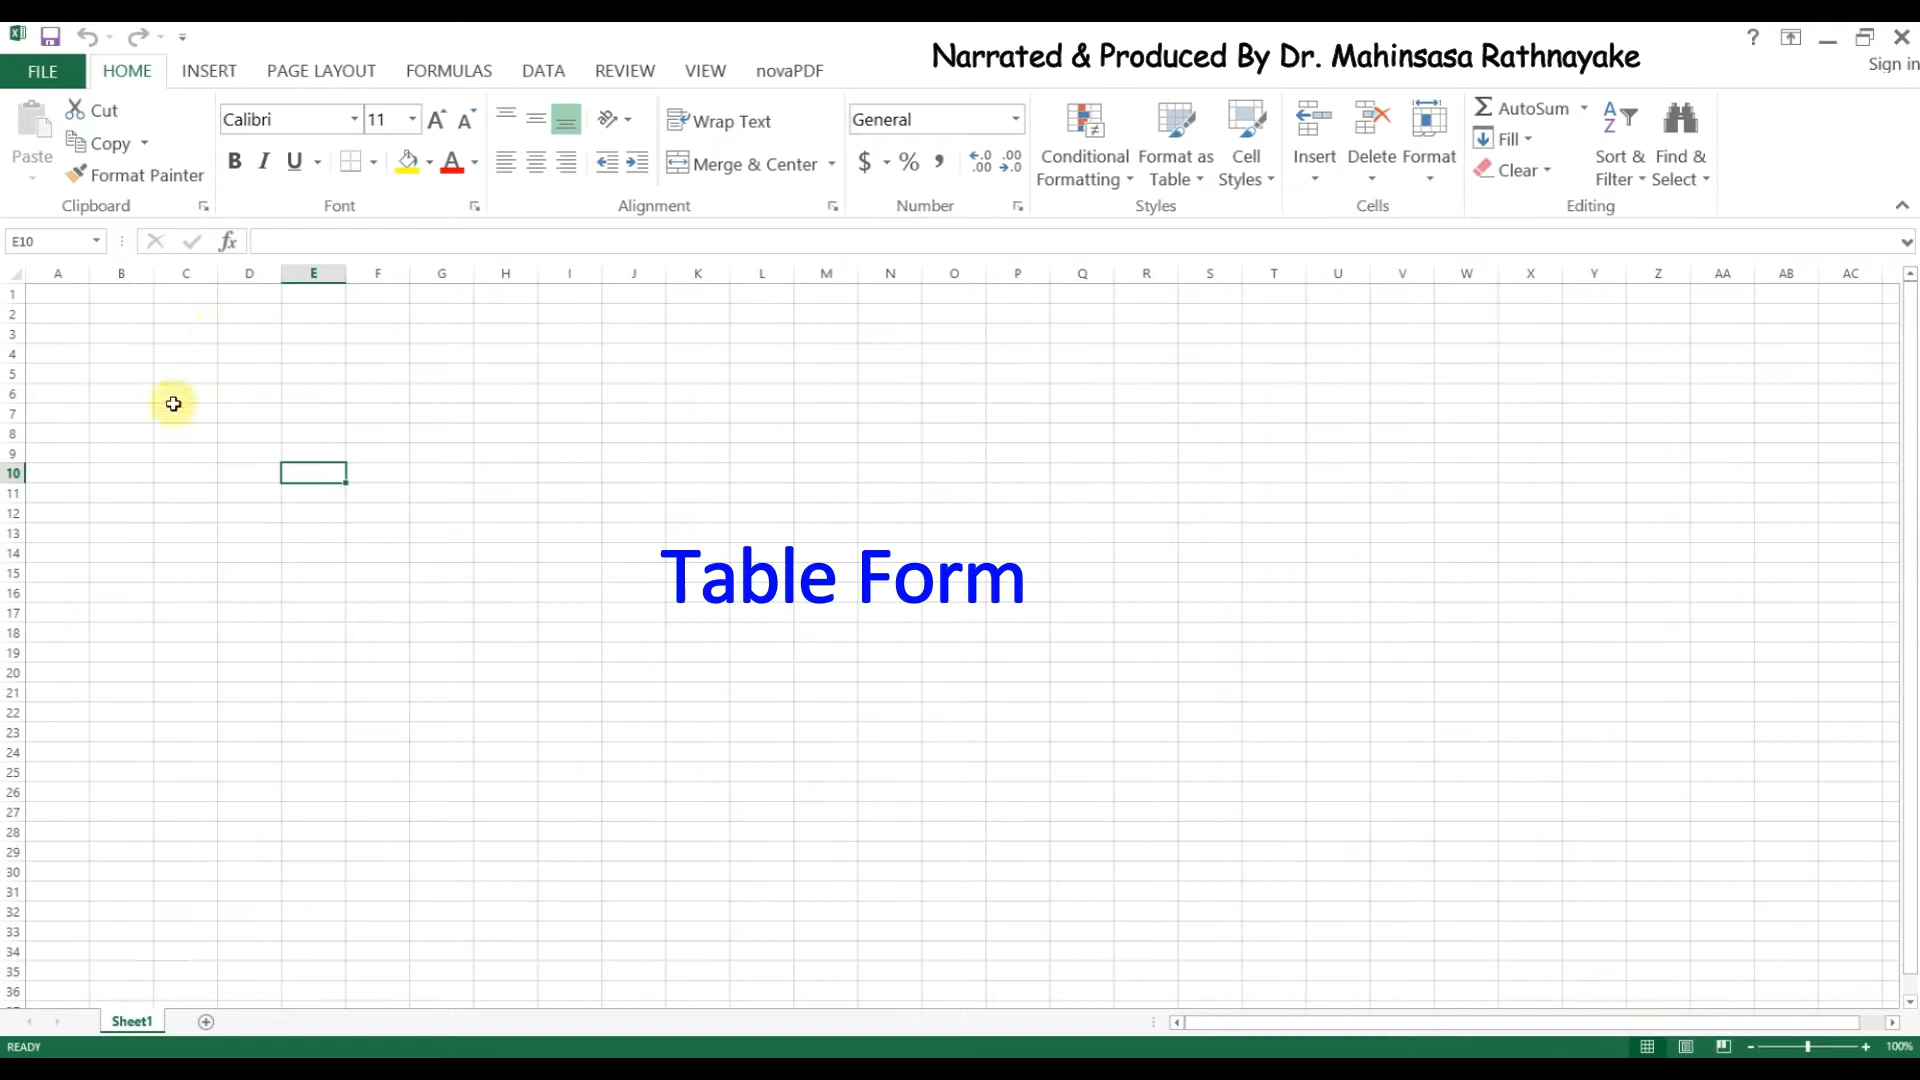 Narrated & Produced By Dr. Mahinsasa Rathnayake
?
Sign in
FILE HOME INSERT PAGE LAYOUT FORMULAS DATA REVIEW VIEW novaPDF
Paste
Cut
Copy
Format Painter
Clipboard
Calibri 11
B I U A
Font
Wrap Text
Merge & Center
Alignment
General
$ % ,
Number
Conditional Formatting
Format as Table
Cell Styles
Styles
Insert
Delete
Format
Cells
AutoSum
Fill
Clear
Sort & Filter
Find & Select
Editing
E10
fx
A B C D E F G H I J K L M N O P Q R S T U V W X Y Z AA AB AC
1
2
3
4
5
6
7
8
9
10
11
12
13
14
15
16
17
18
19
20
21
22
23
24
25
26
27
28
29
30
31
32
33
34
35
36
Table Form
Sheet1
READY
100%